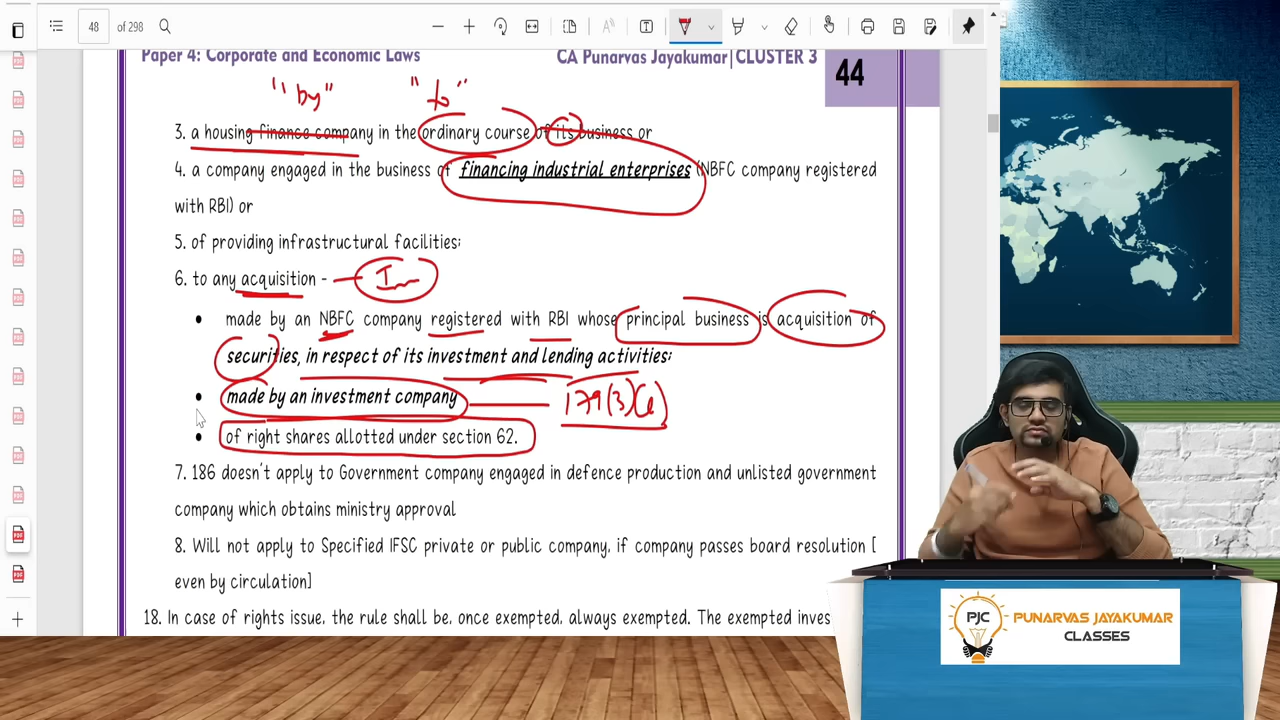 48 of 298
Paper 4: Corporate and Economic Laws
CA Punarvas Jayakumar|CLUSTER 3
44
"by" "to"
3. a housing finance company in the ordinary course of its business or
4. a company engaged in the business of financing industrial enterprises (NBFC company registered
with RBI) or
5. of providing infrastructural facilities;
6. to any acquisition -
• made by an NBFC company registered with RBI whose principal business is acquisition of
securities, in respect of its investment and lending activities;
• made by an investment company
179(3)(e)
• of right shares allotted under section 62.
7. 186 doesn't apply to Government company engaged in defence production and unlisted government
company which obtains ministry approval
8. Will not apply to Specified IFSC private or public company, if company passes board resolution [
even by circulation]
18. In case of rights issue, the rule shall be, once exempted, always exempted. The exempted inves
PJC
PUNARVAS JAYAKUMAR
CLASSES